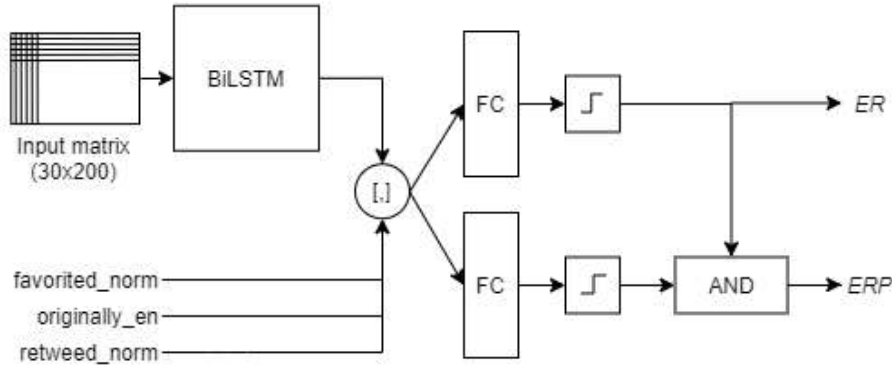 BiLSTM
Input matrix
(30x200)
[,]
FC
ER
favorited_norm
originally_en
retweed_norm
FC
AND
ERP